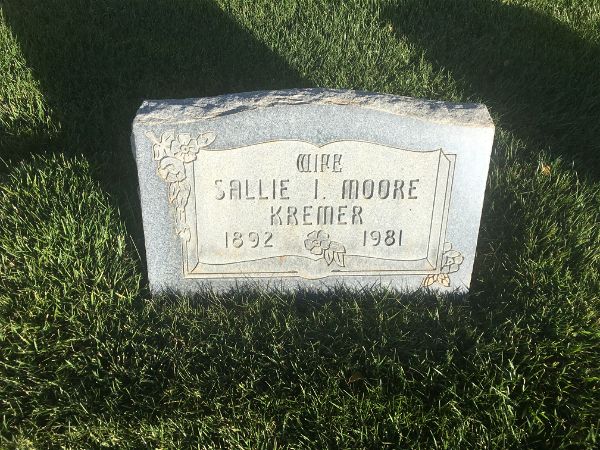 WIFE
SALLIE I. MOORE
KREMER
1892 1981